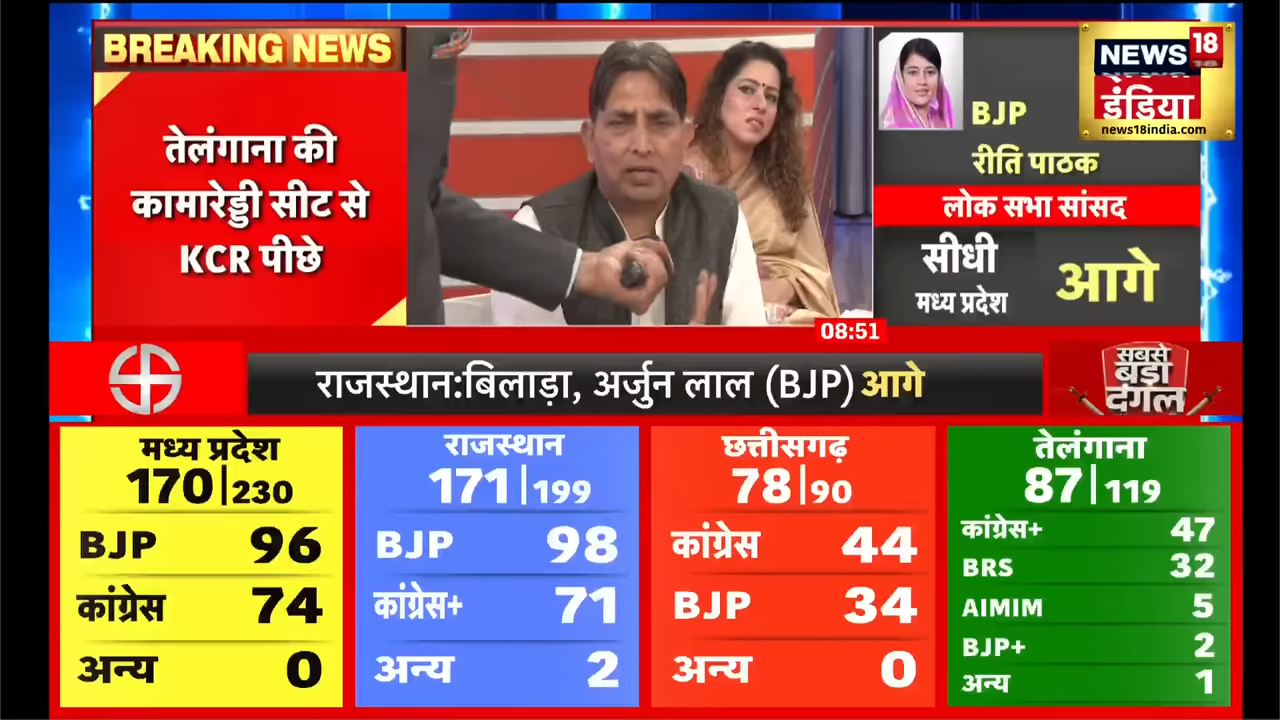 BREAKING NEWS
तेलंगाना की
कामारेड्डी सीट से
KCR पीछे
BJP
रीति पाठक
लोक सभा सांसद
सीधी
मध्य प्रदेश
आगे
NEWS 18
इंडिया
news18india.com
08:51
राजस्थान:बिलाड़ा, अर्जुन लाल (BJP) आगे
सबसे
बड़ा
दंगल
मध्य प्रदेश
170|230
BJP 96
कांग्रेस 74
अन्य 0
राजस्थान
171|199
BJP 98
कांग्रेस+ 71
अन्य 2
छत्तीसगढ़
78|90
कांग्रेस 44
BJP 34
अन्य 0
तेलंगाना
87|119
कांग्रेस+ 47
BRS 32
AIMIM 5
BJP+ 2
अन्य 1